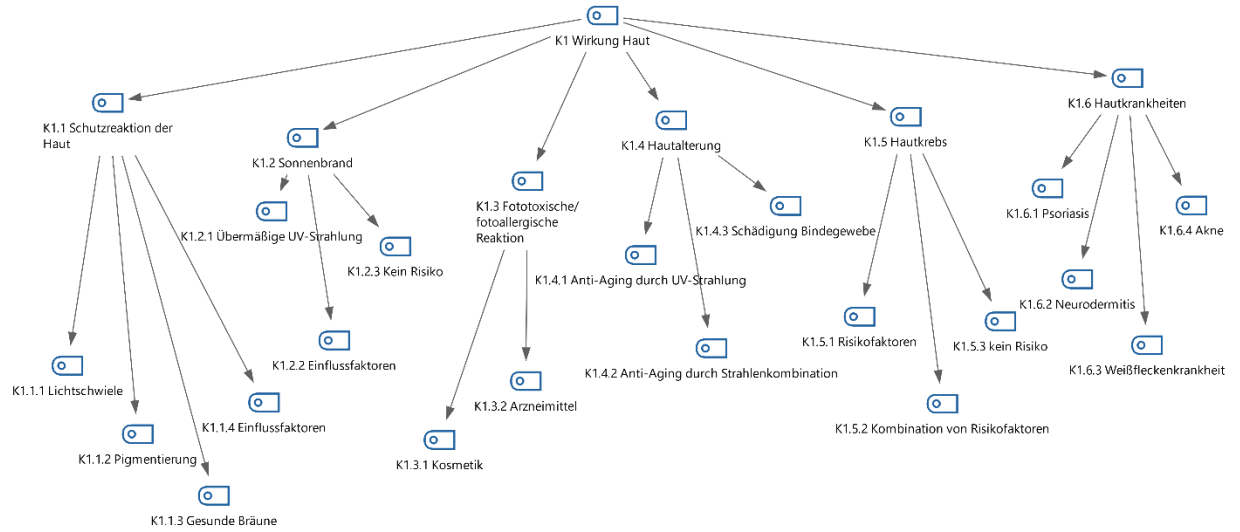 K1 Wirkung Haut
K1.1 Schutzreaktion der
Haut
K1.2 Sonnenbrand
K1.3 Fototoxische/
fotoallergische
Reaktion
K1.4 Hautalterung
K1.5 Hautkrebs
K1.6 Hautkrankheiten
K1.1.1 Lichtschwiele
K1.1.2 Pigmentierung
K1.1.3 Gesunde Bräune
K1.1.4 Einflussfaktoren
K1.2.1 Übermäßige UV-Strahlung
K1.2.2 Einflussfaktoren
K1.2.3 Kein Risiko
K1.3.1 Kosmetik
K1.3.2 Arzneimittel
K1.4.1 Anti-Aging durch UV-Strahlung
K1.4.2 Anti-Aging durch Strahlenkombination
K1.4.3 Schädigung Bindegewebe
K1.5.1 Risikofaktoren
K1.5.2 Kombination von Risikofaktoren
K1.5.3 kein Risiko
K1.6.1 Psoriasis
K1.6.2 Neurodermitis
K1.6.3 Weißfleckenkrankheit
K1.6.4 Akne